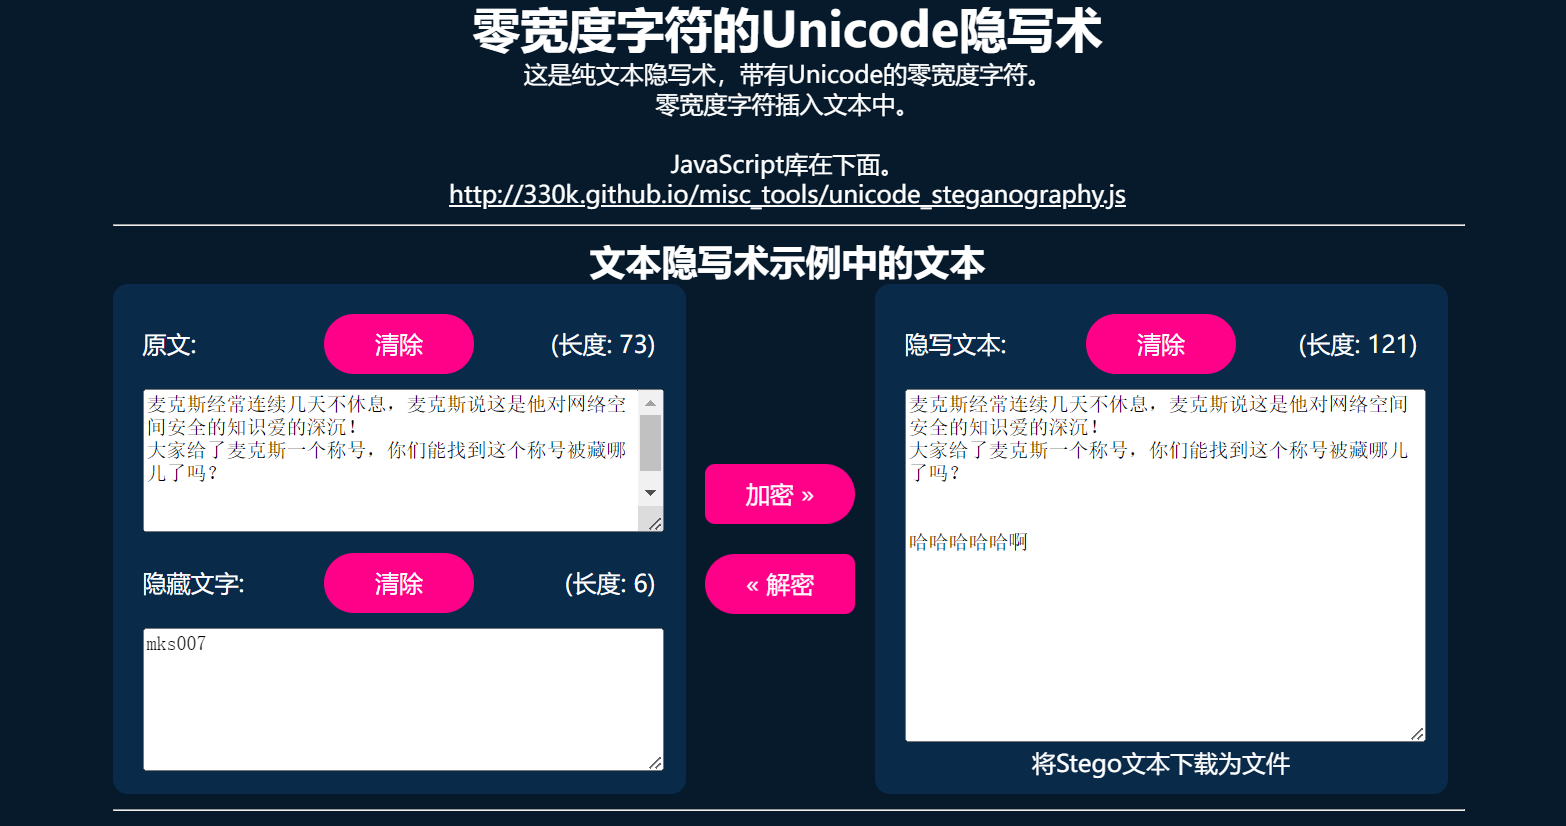 零宽度字符的Unicode隐写术
这是纯文本隐写术，带有Unicode的零宽度字符。
零宽度字符插入文本中。
JavaScript库在下面。
http://330k.github.io/misc_tools/unicode_steganography.js
文本隐写术示例中的文本
原文: 清除 (长度: 73)
麦克斯经常连续几天不休息，麦克斯说这是他对网络空
间安全的知识爱的深沉！
大家给了麦克斯一个称号，你们能找到这个称号被藏哪
儿了吗？
隐藏文字: 清除 (长度: 6)
mks007
加密 »
« 解密
隐写文本: 清除 (长度: 121)
麦克斯经常连续几天不休息，麦克斯说这是他对网络空间
安全的知识爱的深沉！
大家给了麦克斯一个称号，你们能找到这个称号被藏哪儿
了吗？
哈哈哈哈哈啊
将Stego文本下载为文件